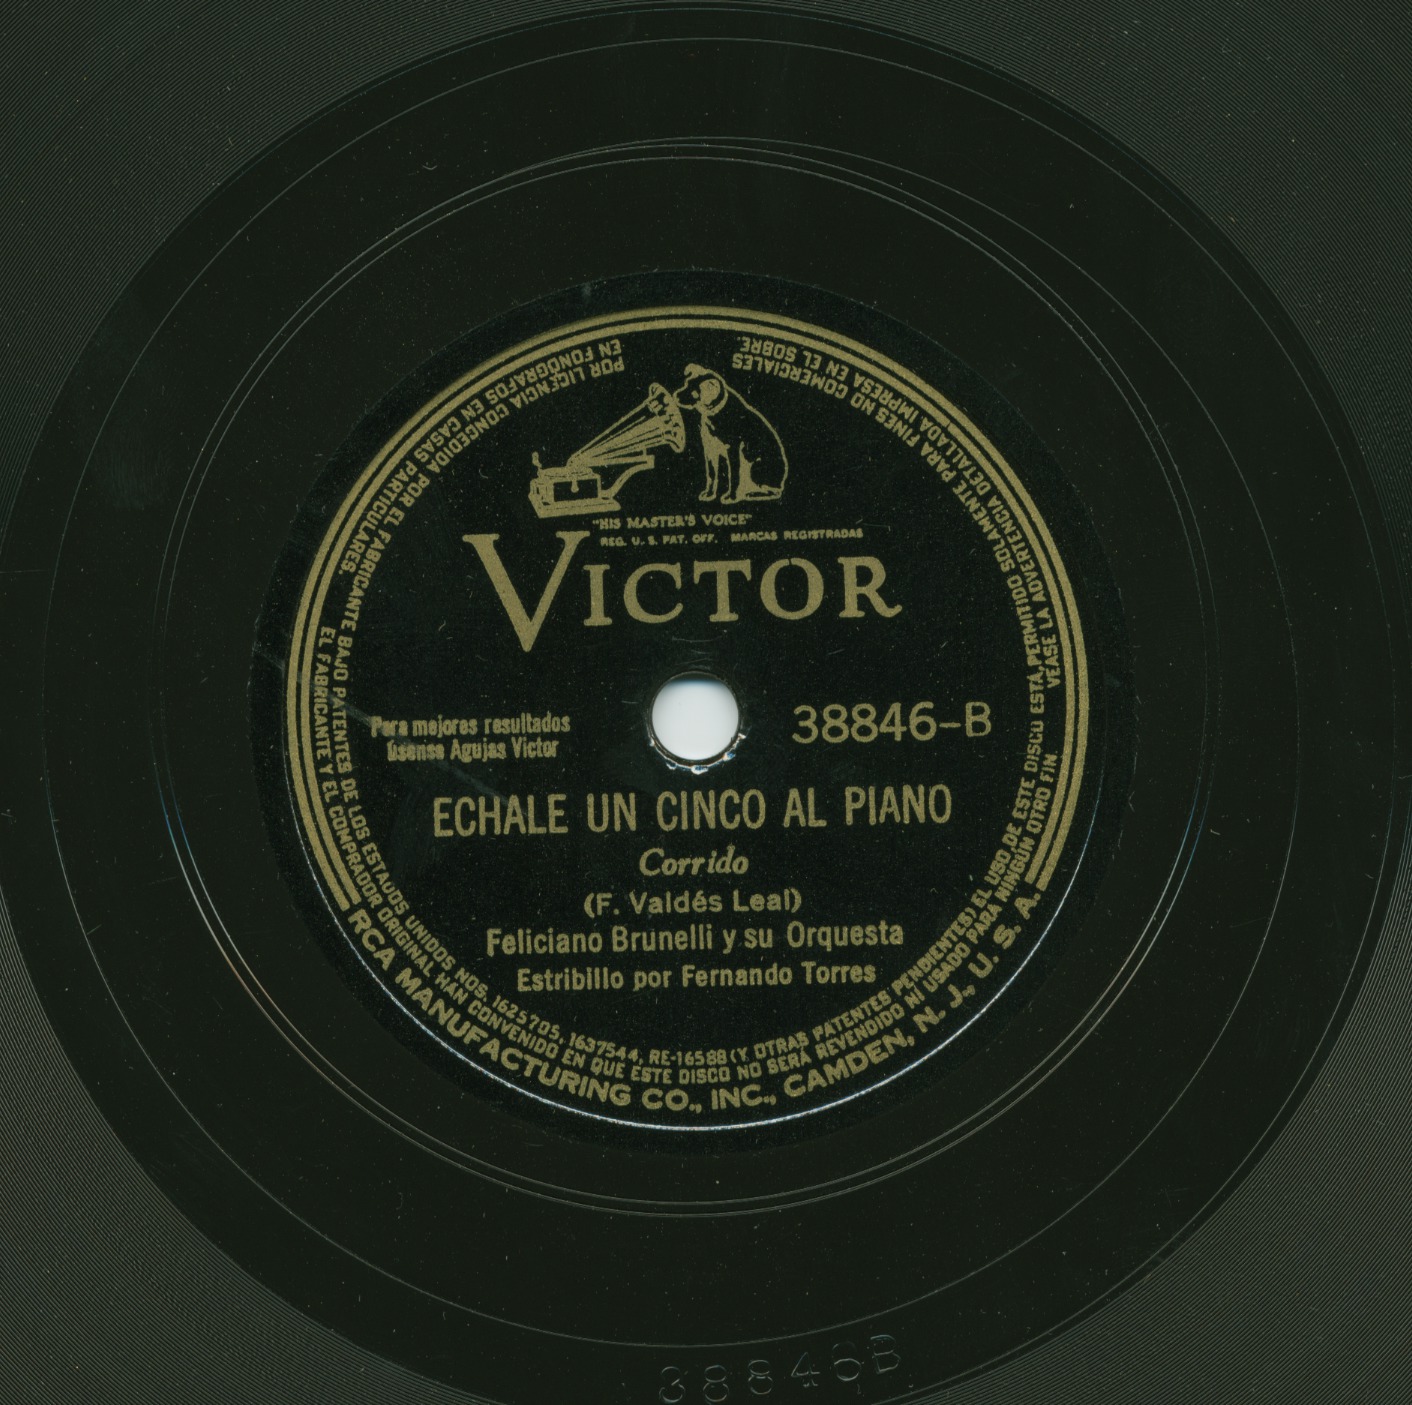 "HIS MASTER'S VOICE"
REG. U. S. PAT. OFF. MARCAS REGISTRADAS
VICTOR
Para mejores resultados
úsense Agujas Victor
38846-B
ECHALE UN CINCO AL PIANO
Corrido
(F. Valdés Leal)
Feliciano Brunelli y su Orquesta
Estribillo por Fernando Torres
POR LICENCIA CONCEDIDA POR EL FABRICANTE BAJO PATENTES DE LOS ESTADOS UNIDOS NOS. 1625705, 1637544, RE-16588 (Y OTRAS PATENTES PENDIENTES) EL USO DE ESTE DISCO ESTÁ PERMITIDO SOLAMENTE PARA FINES NO COMERCIALES
EN FONÓGRAFOS EN CASAS PARTICULARES. EL FABRICANTE Y EL COMPRADOR ORIGINAL HAN CONVENIDO EN QUE ESTE DISCO NO SERÁ REVENDIDO NI USADO PARA NINGÚN OTRO FIN. VEASE LA ADVERTENCIA DETALLADA IMPRESA EN EL SOBRE.
RCA MANUFACTURING CO., INC., CAMDEN, N. J., U. S. A.
38846B